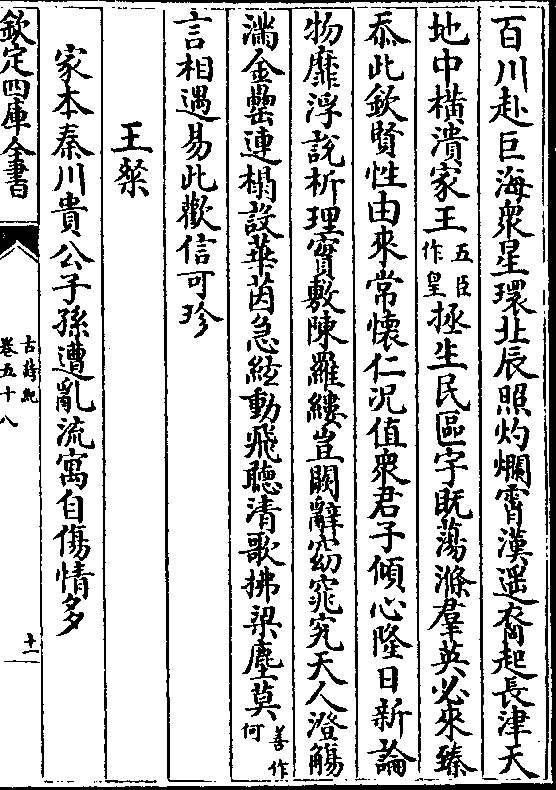 百川赴巨海衆星環北辰照灼爛霄漢遥裔起長津天
地中橫潰家王五臣作皇拯生民區宇既蕩滌羣英必來臻
忝此欽賢性由來常懷仁况值衆君子傾心隆日新論
物靡浮說析理實敷陳羅縷豈闕辭窈窕究天人澄觴
滿金罍連榻設華茵急絃動飛聽清歌拂梁塵莫善作何
言相遇易此歡信可珍
王粲
家本秦川貴公子孫遭亂流寓自傷情多
欽定四庫全書
古詩紀
卷五十八
十一